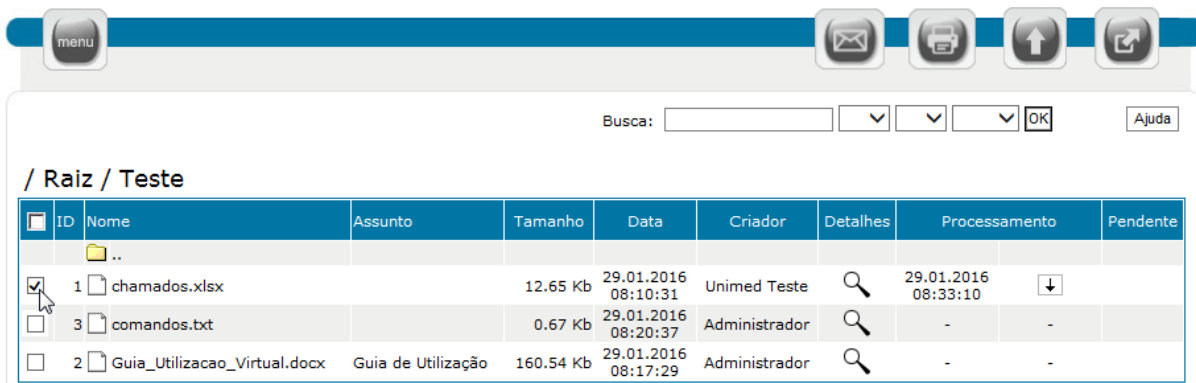 menu
Busca: OK Ajuda
/ Raiz / Teste
ID Nome Assunto Tamanho Data Criador Detalhes Processamento Pendente
..
1 chamados.xlsx 12.65 Kb 29.01.2016 08:10:31 Unimed Teste 29.01.2016 08:33:10
3 comandos.txt 0.67 Kb 29.01.2016 08:20:37 Administrador - -
2 Guia_Utilizacao_Virtual.docx Guia de Utilização 160.54 Kb 29.01.2016 08:17:29 Administrador - -